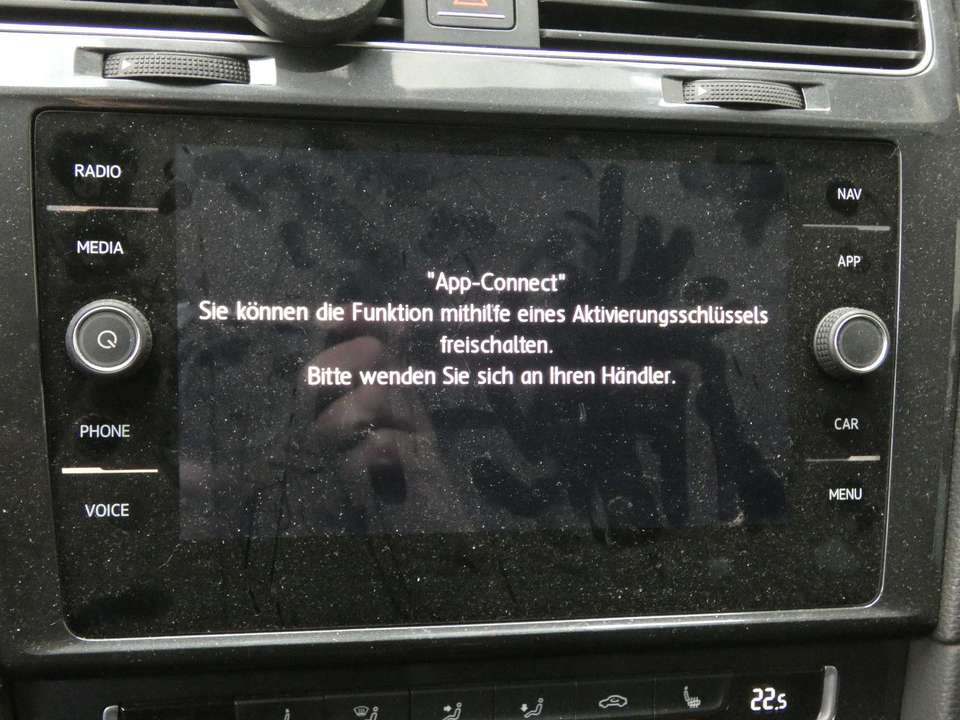 RADIO
MEDIA
PHONE
VOICE
"App-Connect"
Sie können die Funktion mithilfe eines Aktivierungsschlüssels
freischalten.
Bitte wenden Sie sich an Ihren Händler.
NAV
APP
CAR
MENU
22.5